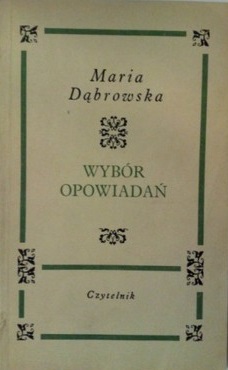 Maria
Dąbrowska
WYBÓR
OPOWIADAŃ
Czytelnik